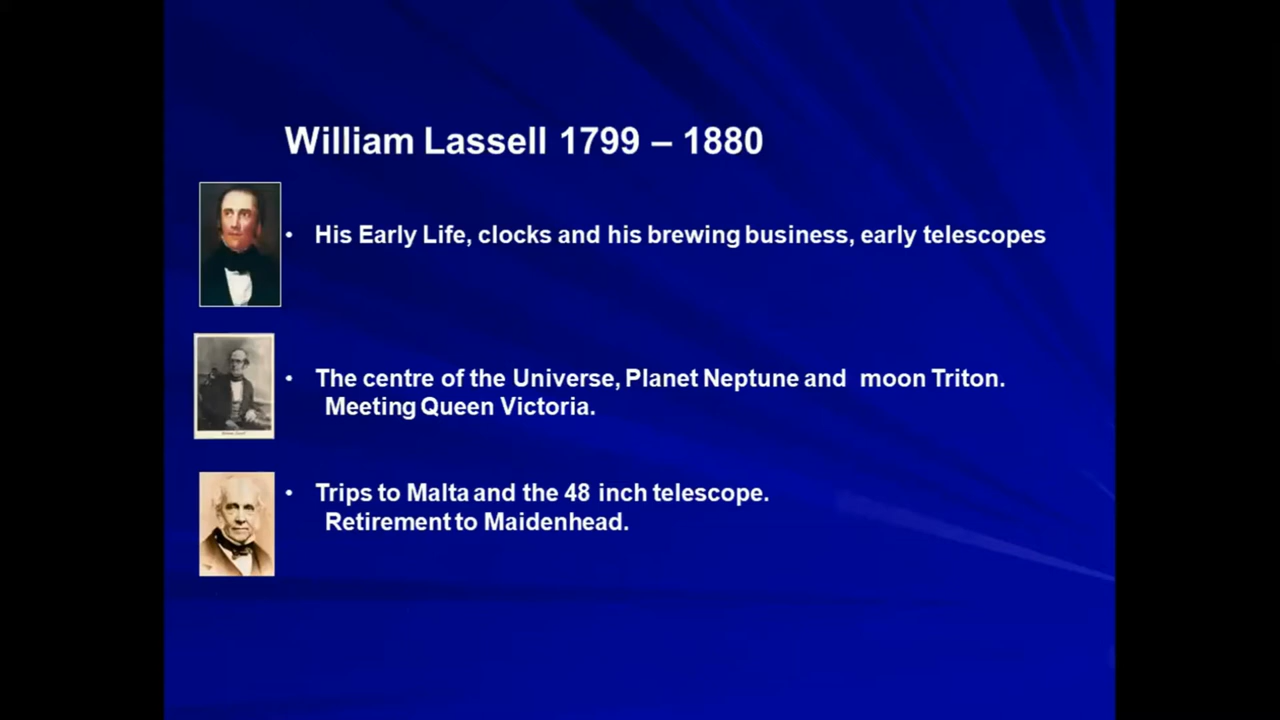 William Lassell 1799 – 1880
• His Early Life, clocks and his brewing business, early telescopes
• The centre of the Universe, Planet Neptune and moon Triton.
Meeting Queen Victoria.
• Trips to Malta and the 48 inch telescope.
Retirement to Maidenhead.